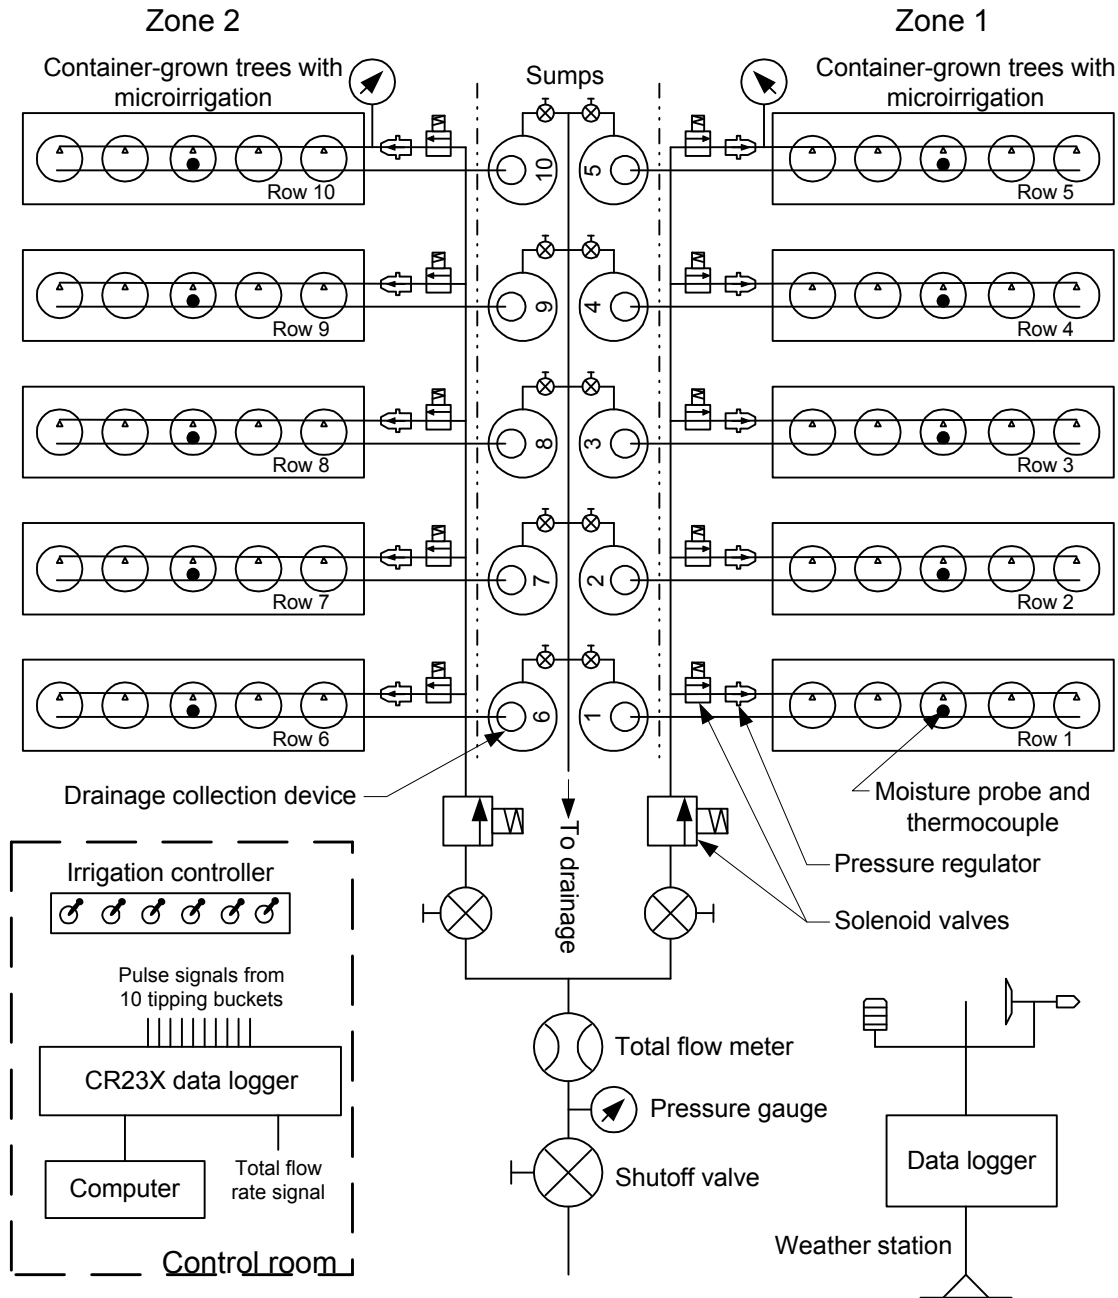 Zone 2
Zone 1
Container-grown trees with
microirrigation
Sumps
Container-grown trees with
microirrigation
Row 10
10
5
Row 5
Row 9
9
4
Row 4
Row 8
8
3
Row 3
Row 7
7
2
Row 2
Row 6
6
1
Row 1
Drainage collection device
To drainage
Moisture probe and
thermocouple
Pressure regulator
Solenoid valves
Irrigation controller
Pulse signals from
10 tipping buckets
CR23X data logger
Computer
Total flow
rate signal
Control room
Total flow meter
Pressure gauge
Shutoff valve
Data logger
Weather station